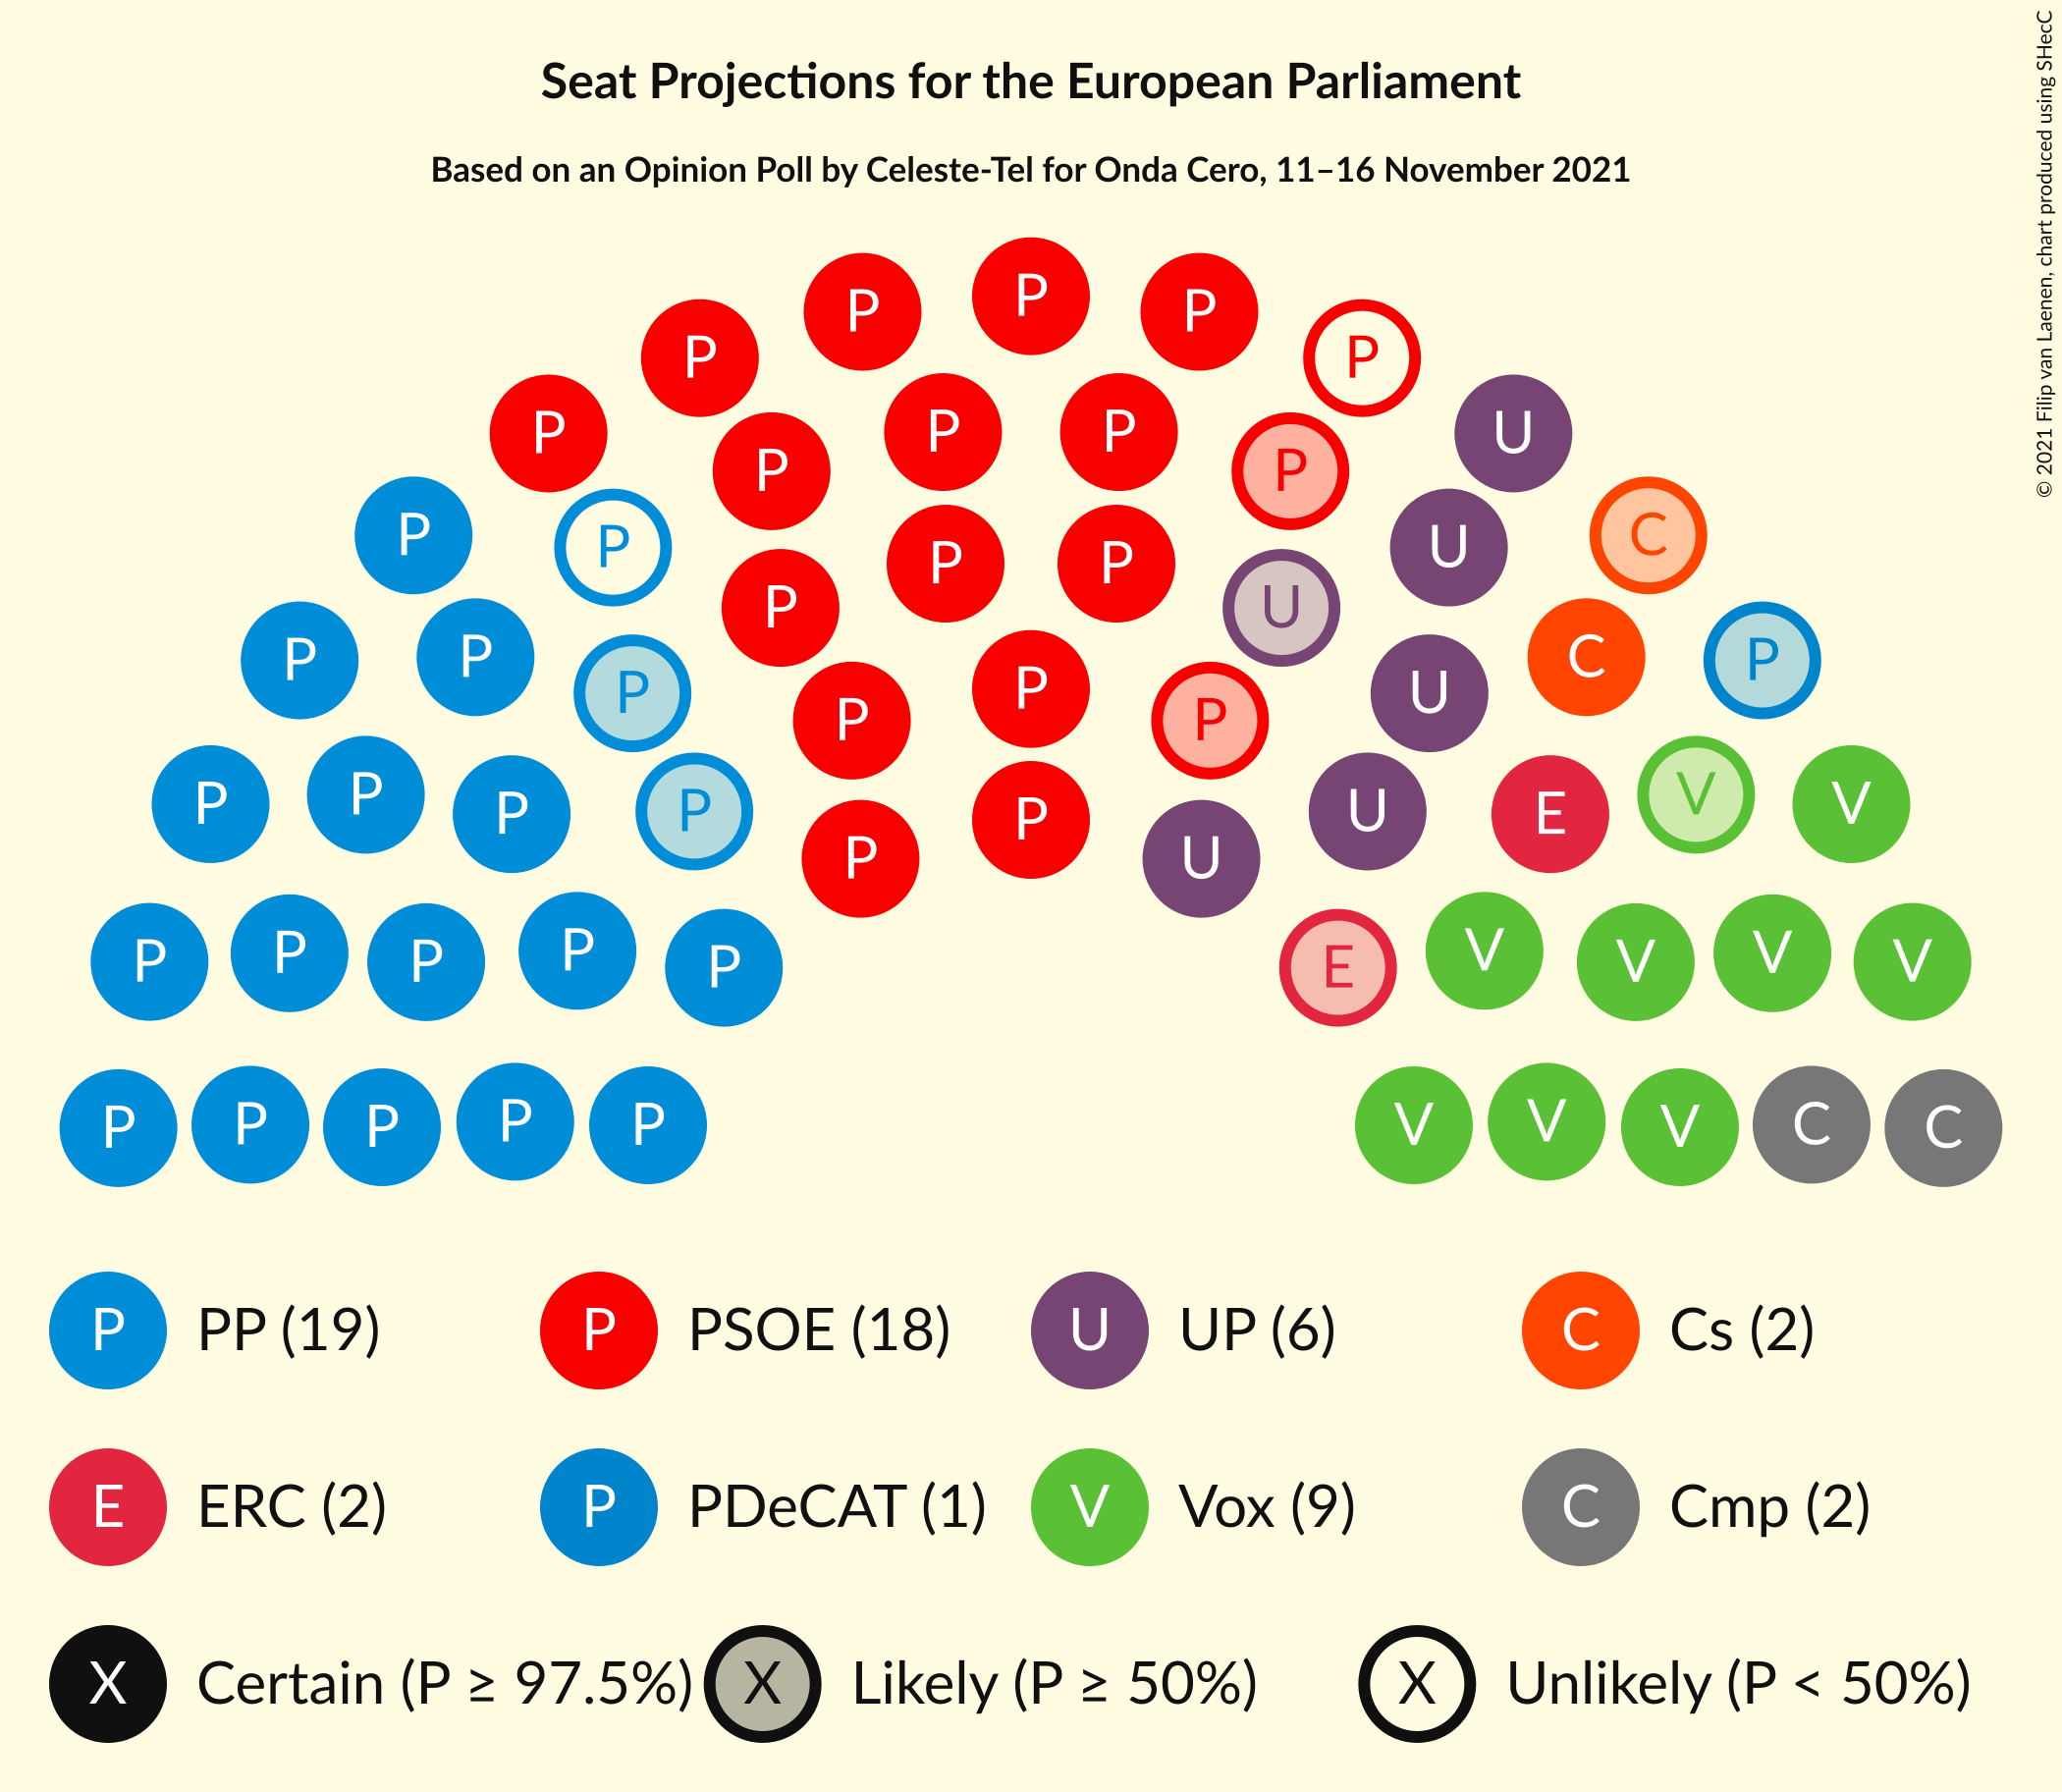 Seat Projections for the European Parliament
Based on an Opinion Poll by Celeste-Tel for Onda Cero, 11–16 November 2021
© 2021 Filip van Laenen, chart produced using SHecC
P
P P
P P P
P P
P P P
P U
P P
P U C
P P
P U
P P C
P P P
P U
P P P
P P P
P P P U E V V
P U
P P P P P E V V V V
P P P P P V V V C C
P PP (19) P PSOE (18) U UP (6) C Cs (2)
E ERC (2) P PDeCAT (1) V Vox (9) C Cmp (2)
X Certain (P ≥ 97.5%) X Likely (P ≥ 50%) X Unlikely (P < 50%)